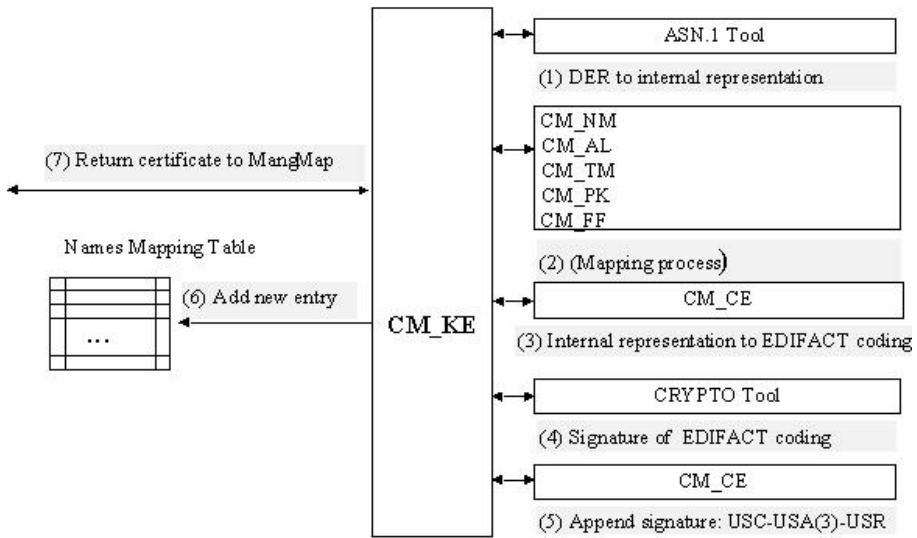 ASN.1 Tool
(1) DER to internal representation
CM_NM
CM_AL
CM_TM
CM_PK
CM_FF
(2) (Mapping process)
CM_CE
(3) Internal representation to EDIFACT coding
CRYPTO Tool
(4) Signature of EDIFACT coding
CM_CE
(5) Append signature: USC-USA(3)-USR
CM_KE
(7) Return certificate to MangMap
Names Mapping Table
(6) Add new entry
...